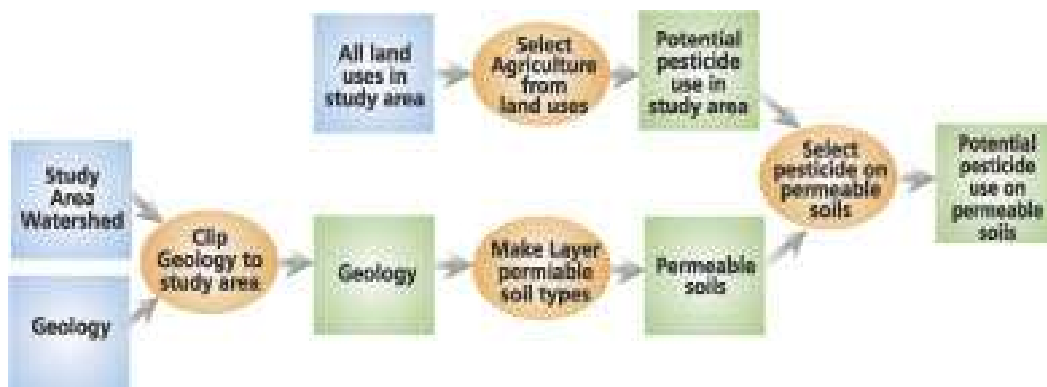 All land
uses in
study area
Select
Agriculture
from
land uses
Potential
pesticide
use in
study area
Study
Area
Watershed
Clip
Geology to
study area
Geology
Geology
Make Layer
permiable
soil types
Permeable
soils
Select
pesticide on
permeable
soils
Potential
pesticide
use on
permeable
soils